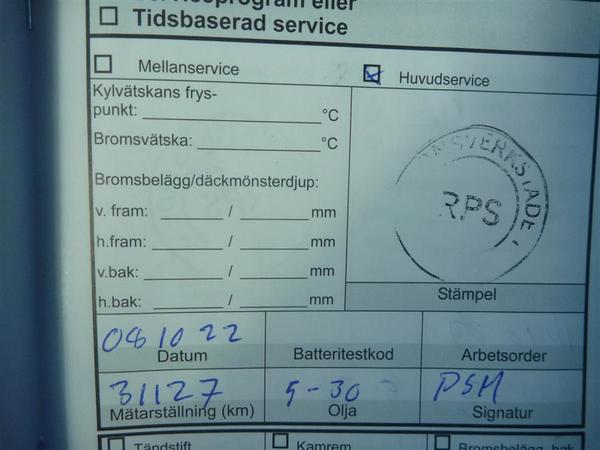 Tidsbaserad service
Mellanservice
Huvudservice
Kylvätskans frys-
punkt: °C
Bromsvätska: °C
Bromsbelägg/däckmönsterdjup:
v. fram: / mm
h.fram: / mm
v.bak: / mm
h.bak: / mm
RPS
Stämpel
081022
Datum
Batteritestkod
Arbetsorder
31127
Mätarställning (km)
5-30
Olja
PSM
Signatur
Tändstift
Kamrem
Bromsbelägg, bak